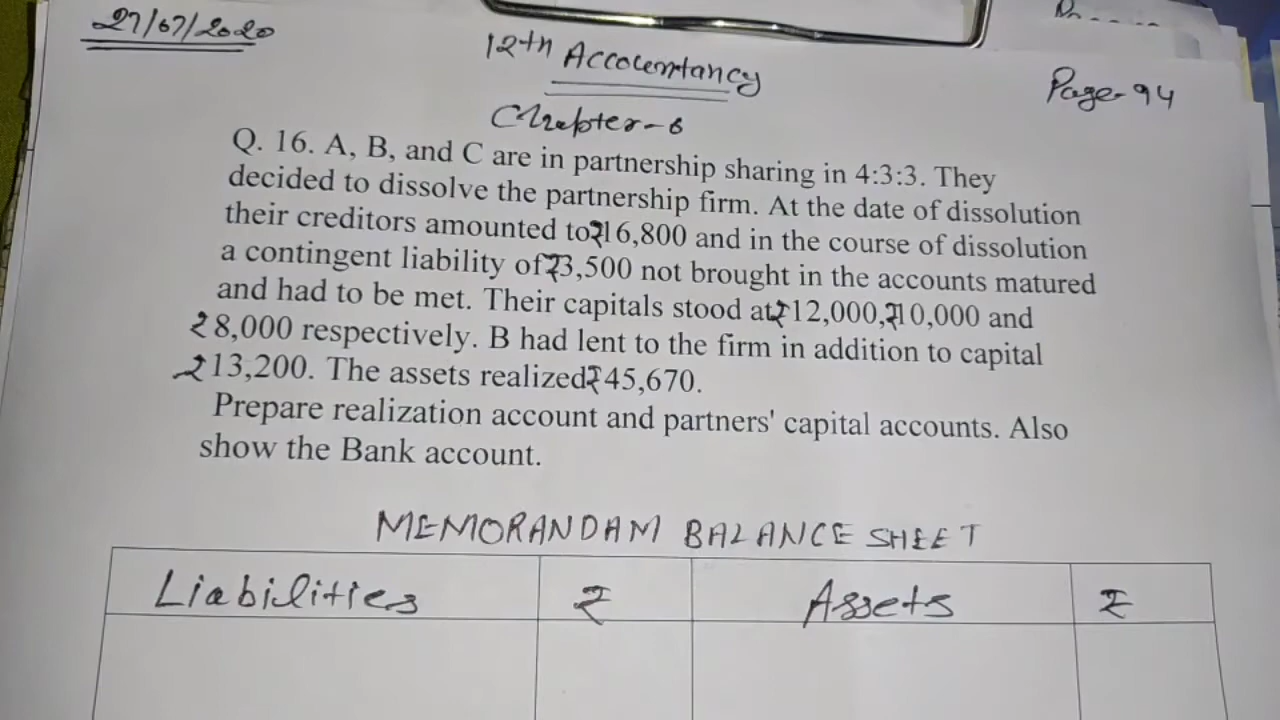 27/07/2020
12th Accountancy
Page-94
Chapter-6
Q. 16. A, B, and C are in partnership sharing in 4:3:3. They
decided to dissolve the partnership firm. At the date of dissolution
their creditors amounted to ₹16,800 and in the course of dissolution
a contingent liability of ₹3,500 not brought in the accounts matured
and had to be met. Their capitals stood at ₹12,000, ₹10,000 and
₹8,000 respectively. B had lent to the firm in addition to capital
₹13,200. The assets realized ₹45,670.
Prepare realization account and partners' capital accounts. Also
show the Bank account.
MEMORANDAM BALANCE SHEET
Liabilities ₹ Assets ₹